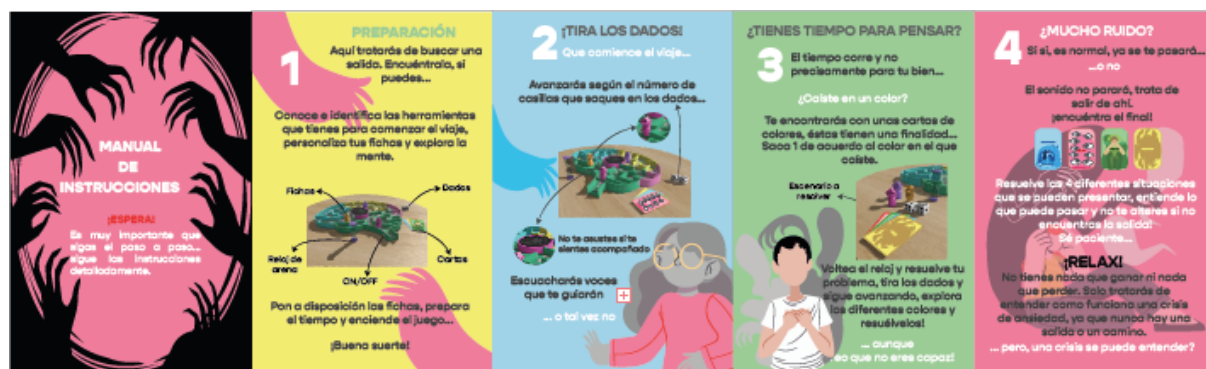 MANUAL
DE
INSTRUCCIONES
¡ESPERA!
Es muy importante que
sigas el paso a paso...
sigue las instrucciones
detalladamente.
1
PREPARACIÓN
Aquí tratarás de buscar una
salida. Encuéntrala, si
puedes...
Conoce e identifica las herramientas
que tienes para comenzar el viaje,
personaliza tus fichas y explora la
mente.
Fichas
Dados
Reloj de
arena
ON/OFF
Cartas
Pon a disposición las fichas, prepara
el tiempo y enciende el juego...
¡Buena suerte!
2
¡TIRA LOS DADOS!
Que comience el viaje...
Avanzarás según el número de
casillas que saques en los dados...
No te asustes si te
sientes acompañado
Escuacharás voces
que te guiarán
... o tal vez no
3
¿TIENES TIEMPO PARA PENSAR?
El tiempo corre y no
precisamente para tu bien...
¿Caíste en un color?
Te encontrarás con unas cartas de
colores, éstas tienen una finalidad...
Saca 1 de acuerdo al color en el que
caíste.
Escenario a
resolver
Voltea el reloj y resuelve tu
problema, tira los dados y
sigue avanzando, explora
los diferentes colores y
resuélvelos!
... aunque
eo que no eres capaz!
4
¿MUCHO RUIDO?
Si si, es normal, ya se te pasará...
...o no
El sonido no parará, trata de
salir de ahí.
¡encuéntra el final!
Resuelve las 4 diferentes situaciones
que se pueden presentar, entiende lo
que puede pasar y no te alteres si no
encuentras la salida!
Sé paciente...
¡RELAX!
No tienes nada que ganar ni nada
que perder. Solo tratarás de
entender como funciona una crisis
de ansiedad, ya que nunca hay una
salida o un camino.
... pero, una crisis se puede entender?